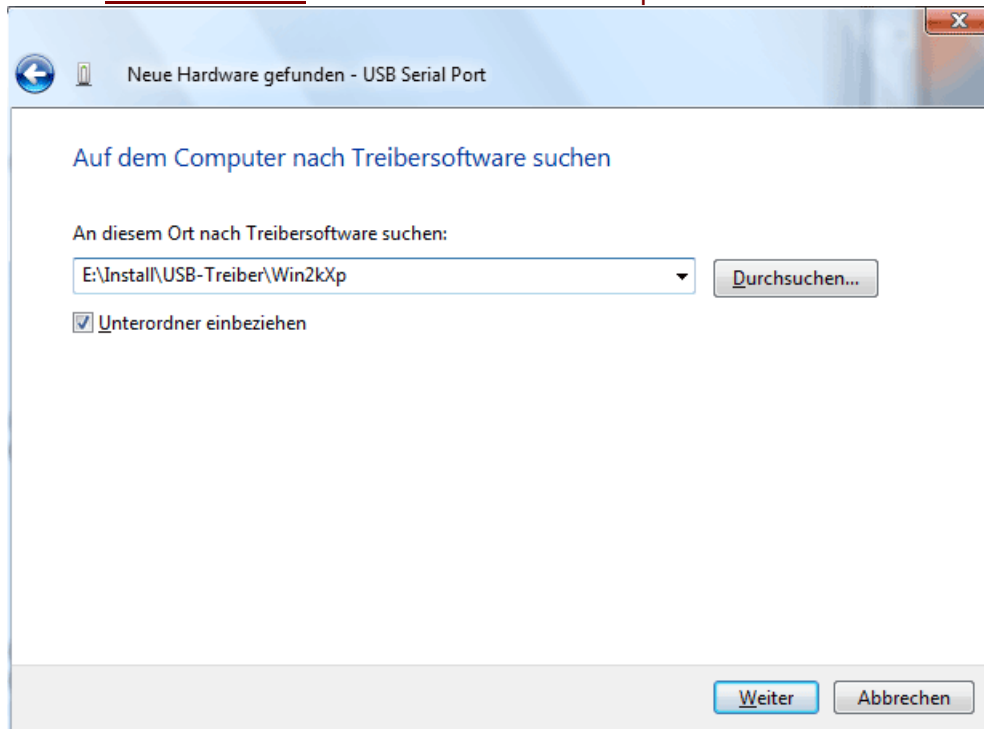 Neue Hardware gefunden - USB Serial Port
Auf dem Computer nach Treibersoftware suchen
An diesem Ort nach Treibersoftware suchen:
E:\Install\USB-Treiber\Win2kXp
Durchsuchen...
Unterordner einbeziehen
Weiter
Abbrechen